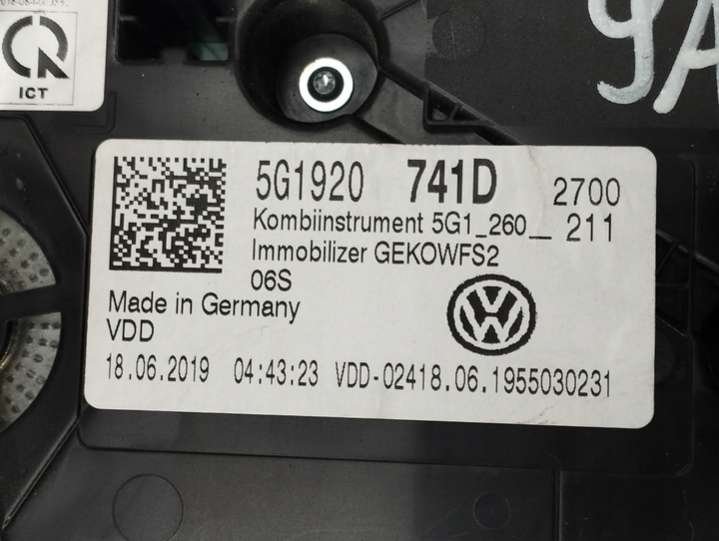 ICT
9A
5G1920 741D 2700
Kombiinstrument 5G1_260__ 211
Immobilizer GEKOWFS2
06S
Made in Germany
VDD
18.06.2019 04:43:23 VDD-02418.06.1955030231